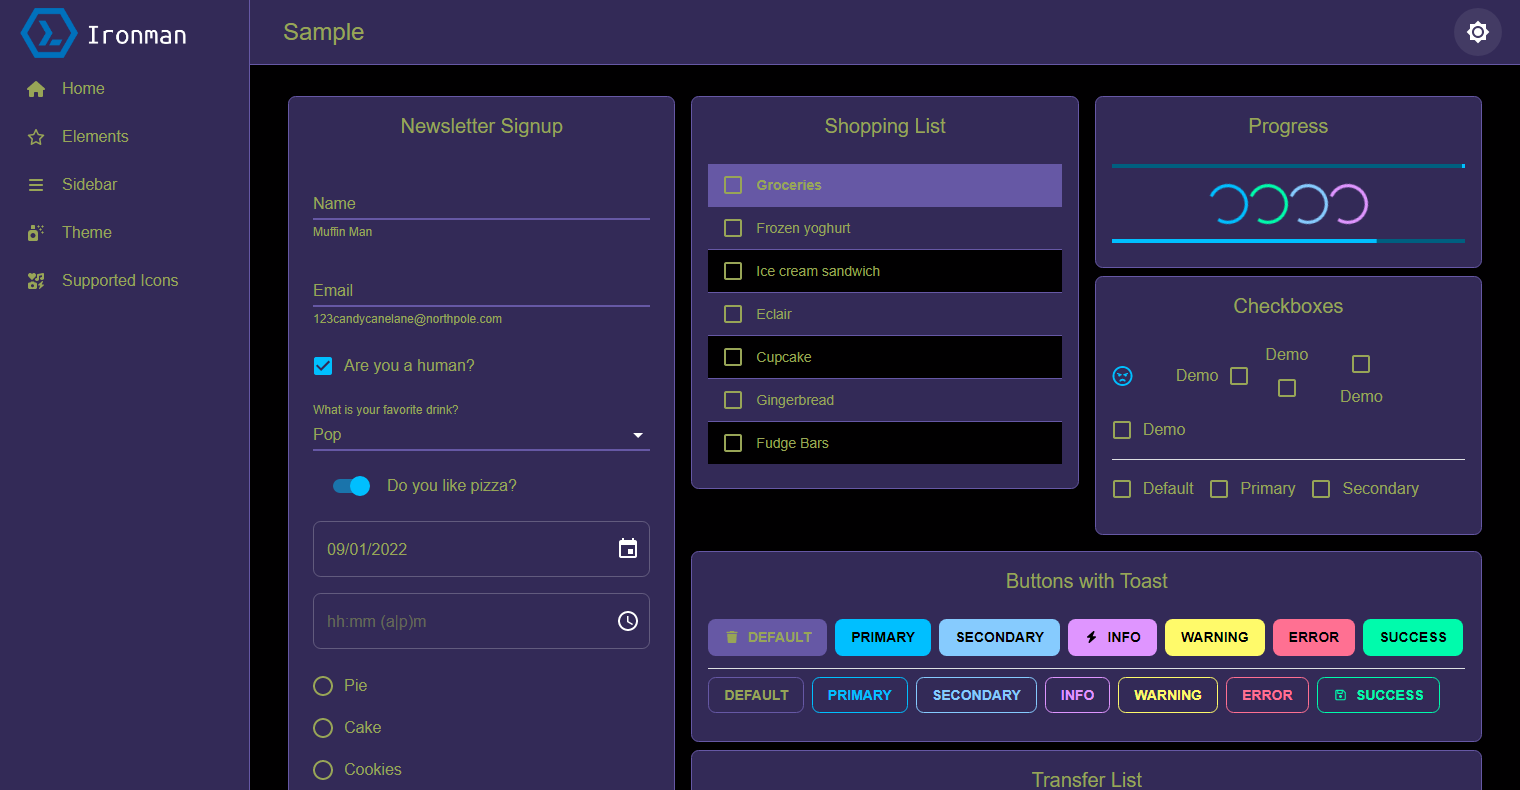 Ironman
Home
Elements
Sidebar
Theme
Supported Icons
Sample
Newsletter Signup
Name
Muffin Man
Email
123candycanelane@northpole.com
Are you a human?
What is your favorite drink?
Pop
Do you like pizza?
09/01/2022
hh:mm (a|p)m
Pie
Cake
Cookies
Shopping List
Groceries
Frozen yoghurt
Ice cream sandwich
Eclair
Cupcake
Gingerbread
Fudge Bars
Progress
Checkboxes
Demo
Demo
Demo
Demo
Default Primary Secondary
Buttons with Toast
DEFAULT PRIMARY SECONDARY INFO WARNING ERROR SUCCESS
DEFAULT PRIMARY SECONDARY INFO WARNING ERROR SUCCESS
Transfer List